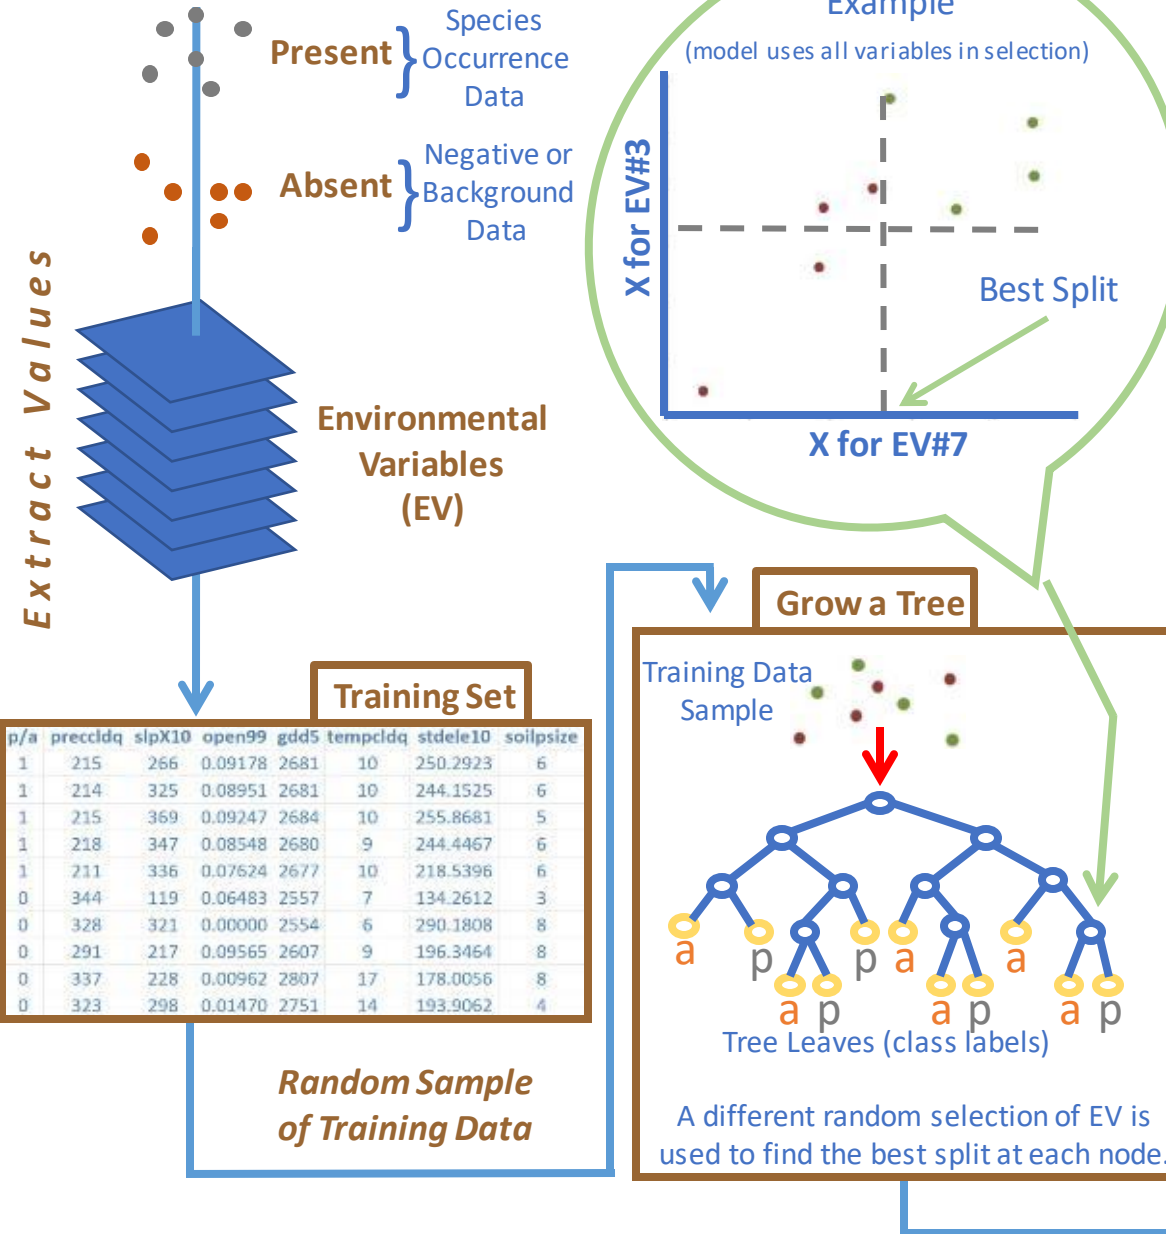 Example
(model uses all variables in selection)
Present
Species
Occurrence
Data
Absent
Negative or
Background
Data
X for EV#3
Best Split
X for EV#7
Extract Values
Environmental
Variables
(EV)
Training Set
p/a preccldq slpX10 open99 gdd5 tempcldq stdele10 soilpsize
1 215 266 0.09178 2681 10 250.2923 6
1 214 325 0.08951 2681 10 244.1525 6
1 215 369 0.09247 2684 10 255.8681 5
1 218 347 0.08548 2680 9 244.4467 6
1 211 336 0.07624 2677 10 218.5396 6
0 344 119 0.06483 2557 7 134.2612 3
0 328 321 0.00000 2554 6 290.1808 8
0 291 217 0.09565 2607 9 196.3464 8
0 337 228 0.00962 2807 17 178.0056 8
0 323 298 0.01470 2751 14 193.9062 4
Random Sample
of Training Data
Grow a Tree
Training Data
Sample
a p p a a
a p a p a p
Tree Leaves (class labels)
A different random selection of EV is
used to find the best split at each node.